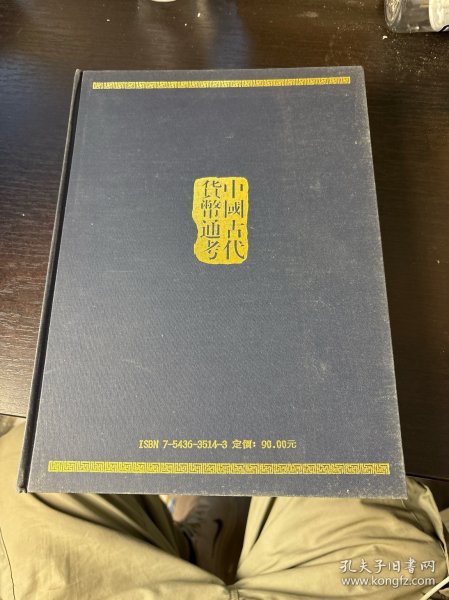 中國古代
貨幣通考
ISBN 7-5436-3514-3 定價: 90.00元
孔夫子旧书网
www.kongfz.com